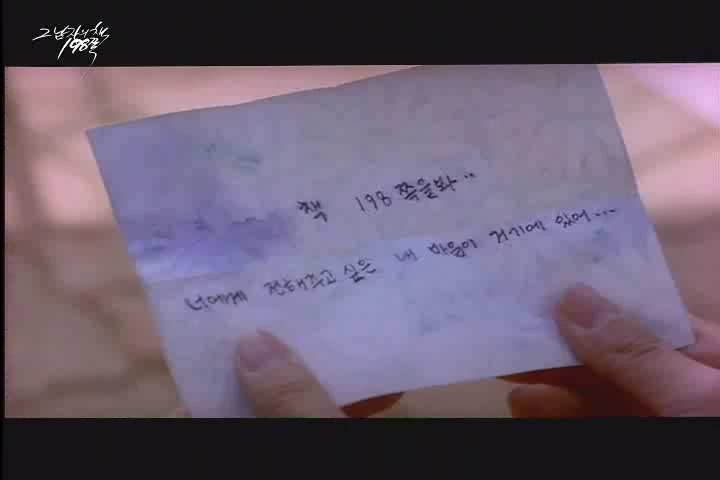 그 남자의 책
198쪽
책 198 쪽을봐..
너에게 전해주고 싶은 내 마음이 거기에 있어...